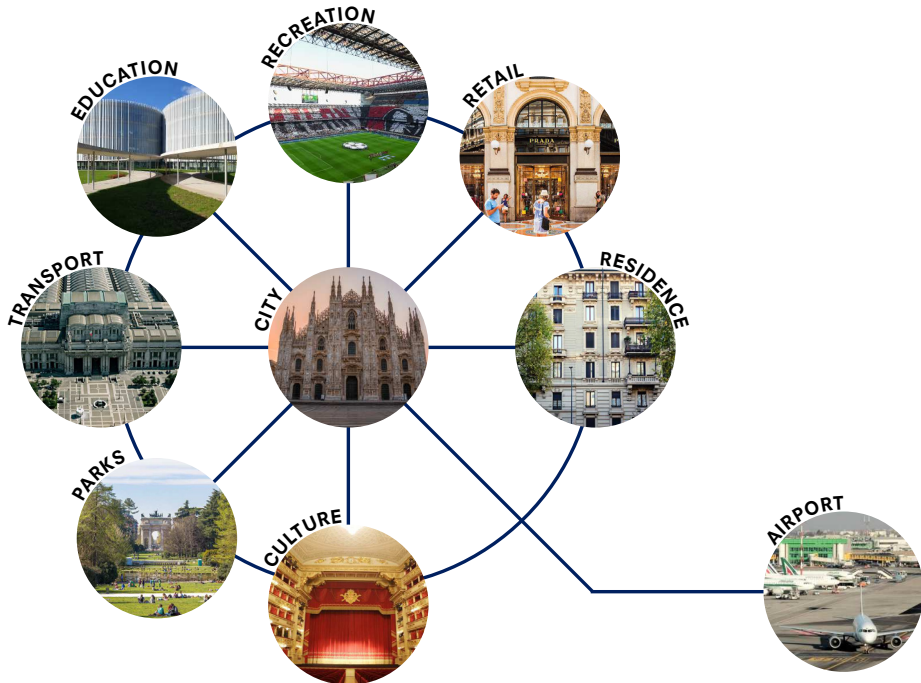 RECREATION
EDUCATION
RETAIL
PRADA
TRANSPORT
CITY
RESIDENCE
PARKS
CULTURE
AIRPORT